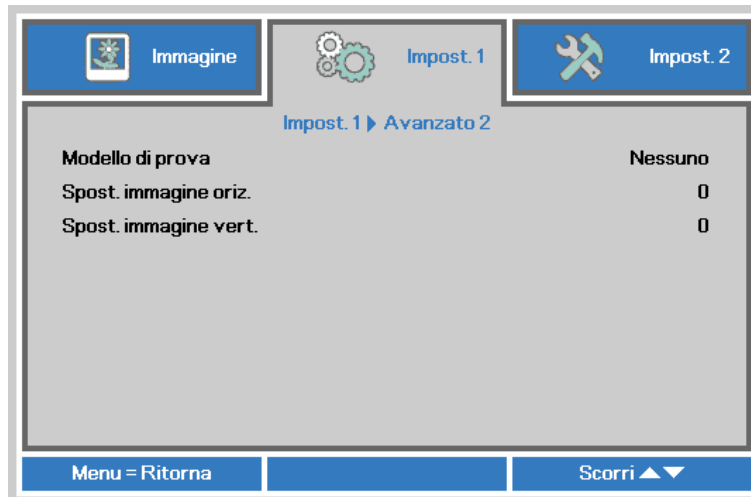 Immagine
Impost. 1
Impost. 2
Impost. 1 ▶ Avanzato 2
Modello di prova Nessuno
Spost. immagine oriz. 0
Spost. immagine vert. 0
Menu = Ritorna
Scorri ▲▼